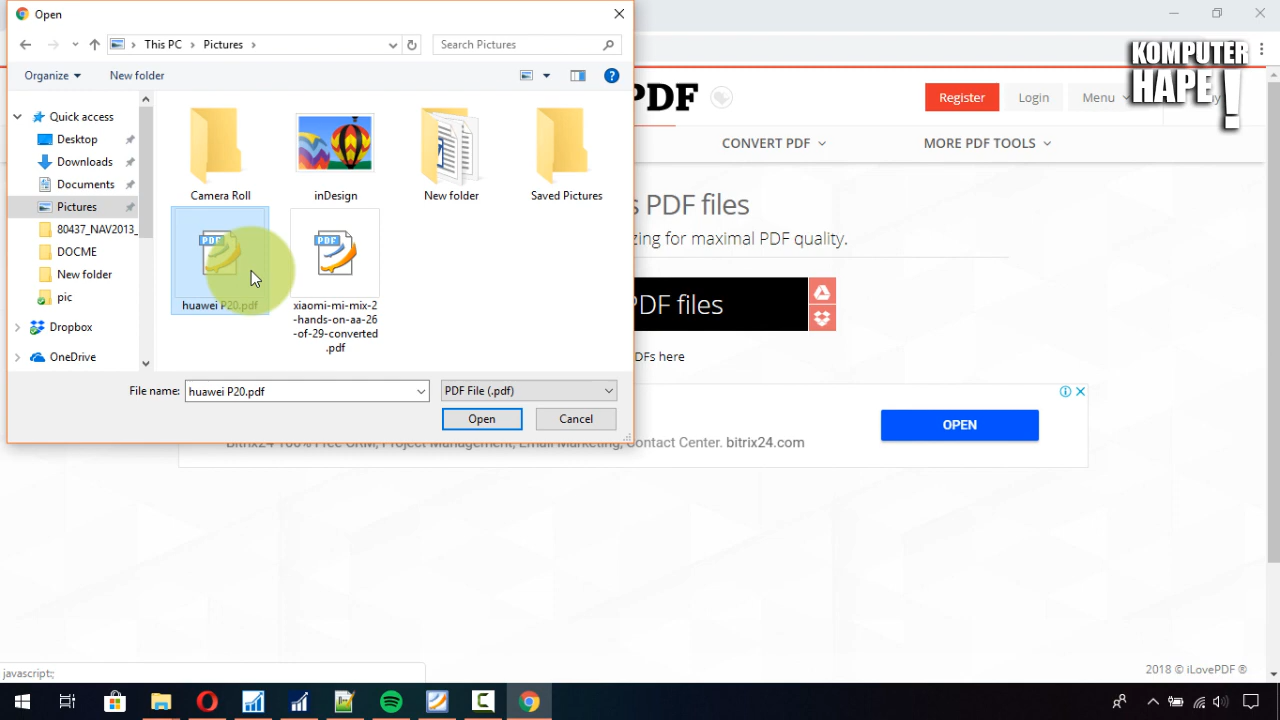 Open
This PC
Pictures
Search Pictures
KOMPUTER
HAPE!
Organize
New folder
Quick access
Desktop
Downloads
Documents
Pictures
80437_NAV2013_
DOCME
New folder
pic
Dropbox
OneDrive
Camera Roll
inDesign
New folder
Saved Pictures
PDF
huawei P20.pdf
PDF
xiaomi-mi-mix-2
-hands-on-aa-26
-of-29-converted
.pdf
File name:
huawei P20.pdf
PDF File (.pdf)
Open
Cancel
PDF
Register
Login
Menu
CONVERT PDF
MORE PDF TOOLS
s PDF files
zing for maximal PDF quality.
PDF files
DFs here
Bitrix24 100% Free CRM, Project Management, Email Marketing, Contact Center. bitrix24.com
OPEN
javascript:;
2018 © iLovePDF ®